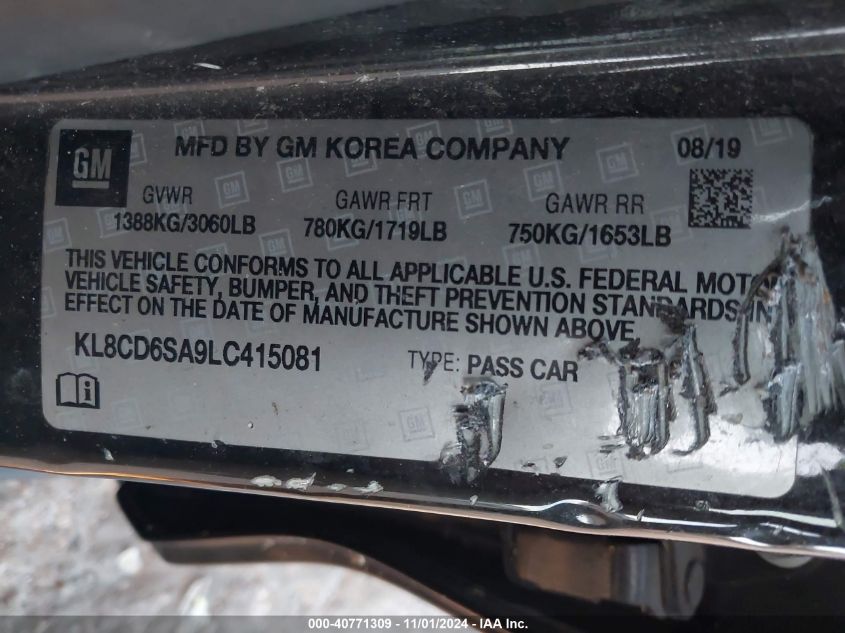 GM
MFD BY GM KOREA COMPANY
08/19
GVWR
GAWR FRT
GAWR RR
1388KG/3060LB
780KG/1719LB
750KG/1653LB
THIS VEHICLE CONFORMS TO ALL APPLICABLE U.S. FEDERAL MOTOR
VEHICLE SAFETY, BUMPER, AND THEFT PREVENTION STANDARDS IN
EFFECT ON THE DATE OF MANUFACTURE SHOWN ABOVE.
KL8CD6SA9LC415081
TYPE: PASS CAR
000-40771309 - 11/01/2024 - IAA Inc.